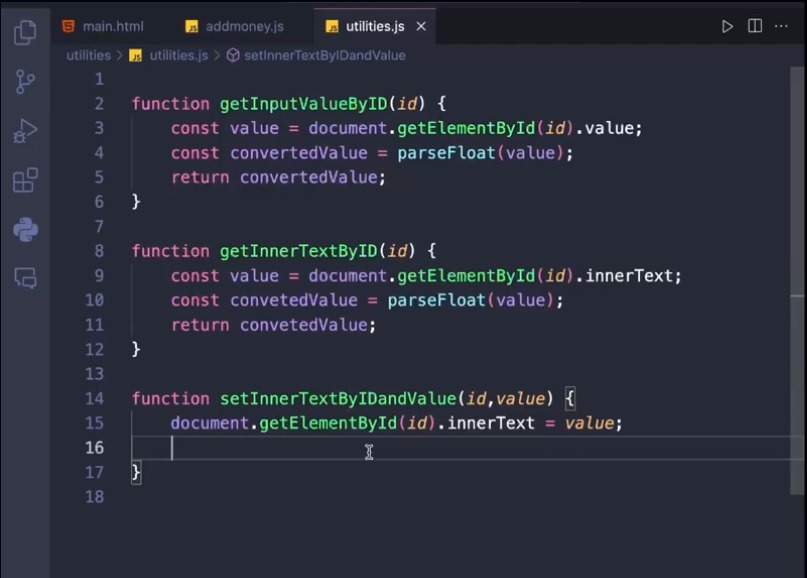 main.html addmoney.js utilities.js
utilities > JS utilities.js > setInnerTextByIDandValue
1
2 function getInputValueByID(id) {
3     const value = document.getElementById(id).value;
4     const convertedValue = parseFloat(value);
5     return convertedValue;
6 }
7
8 function getInnerTextByID(id) {
9     const value = document.getElementById(id).innerText;
10     const convetedValue = parseFloat(value);
11     return convetedValue;
12 }
13
14 function setInnerTextByIDandValue(id,value) {
15     document.getElementById(id).innerText = value;
16
17 }
18